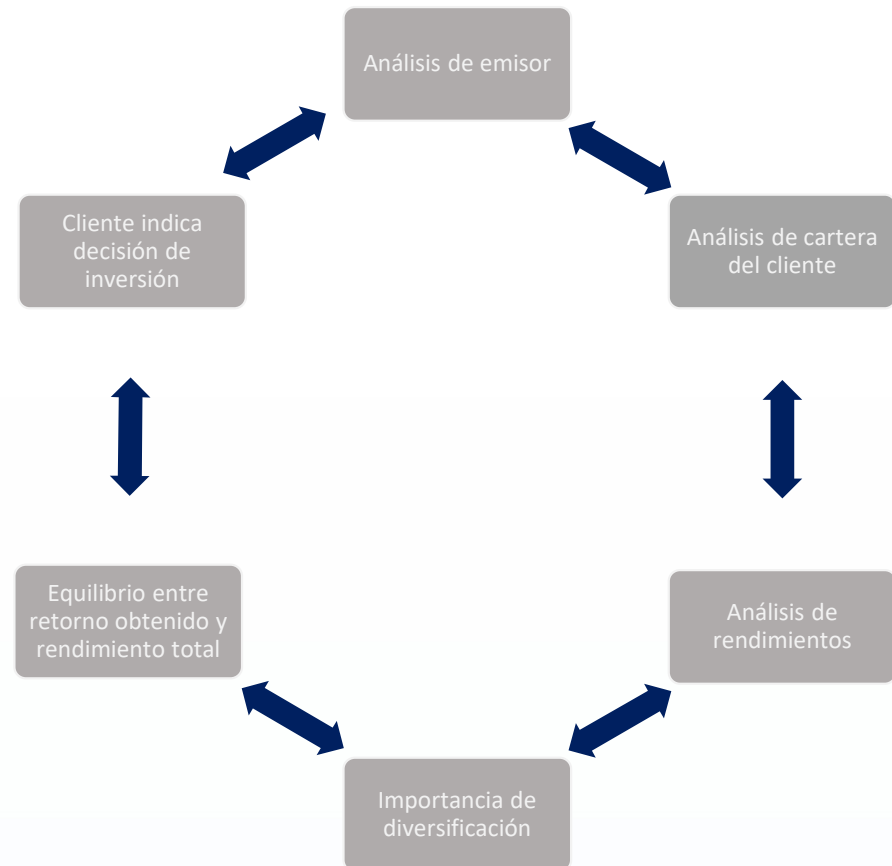 Análisis de emisor
Cliente indica
decisión de
inversión
Análisis de cartera
del cliente
Equilibrio entre
retorno obtenido y
rendimiento total
Análisis de
rendimientos
Importancia de
diversificación